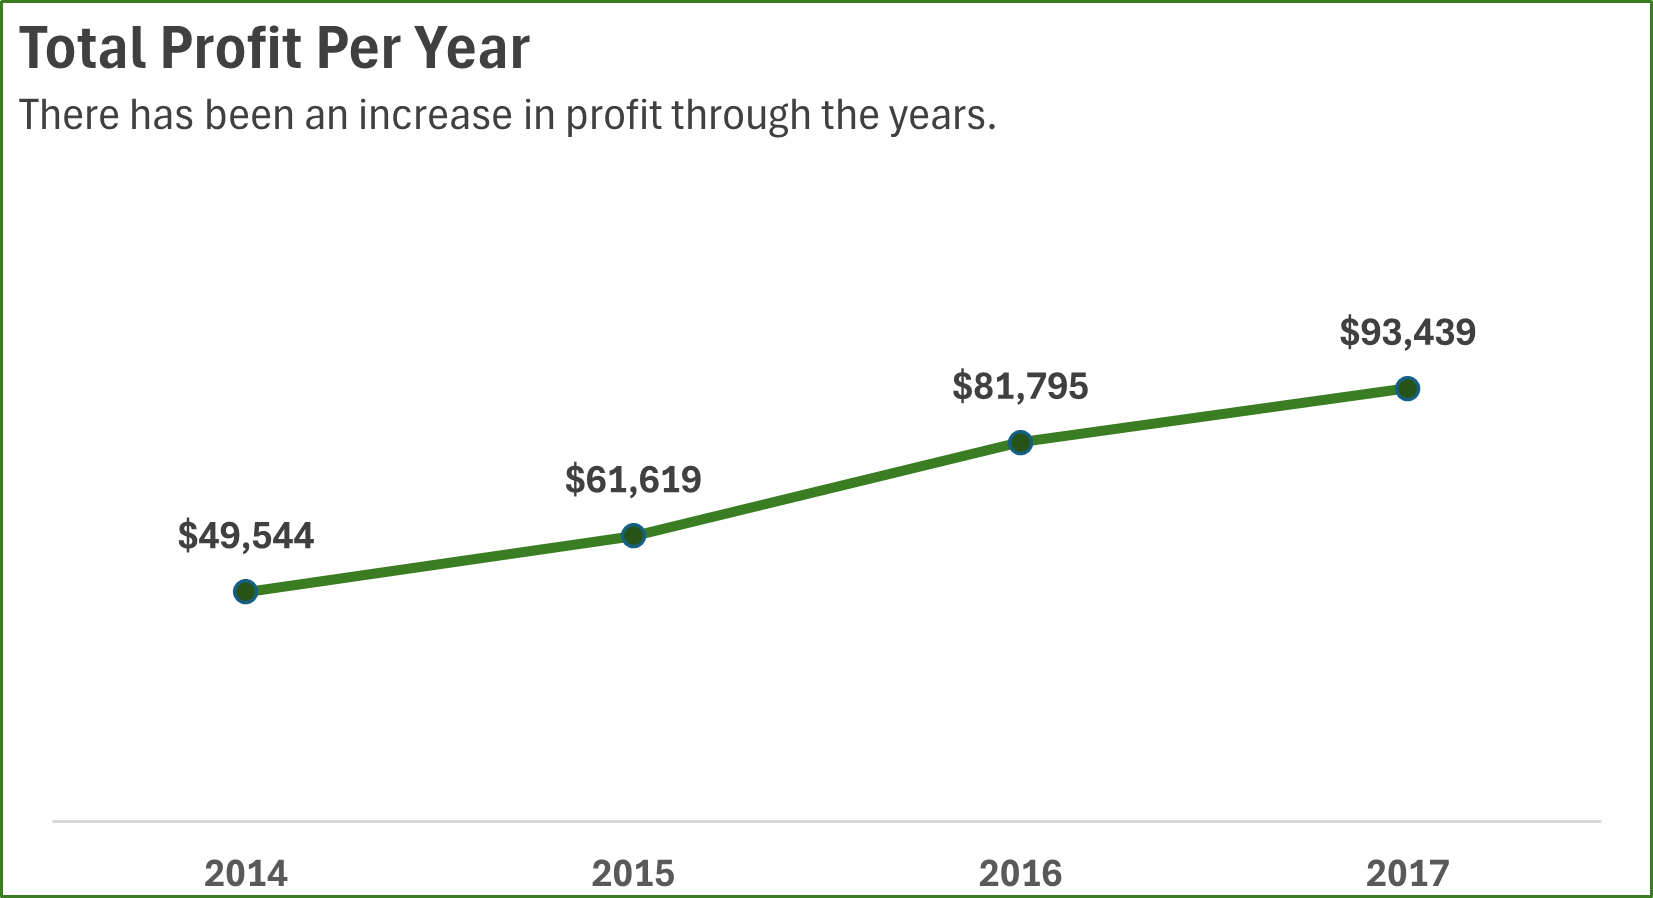 Total Profit Per Year
There has been an increase in profit through the years.
$93,439
$81,795
$61,619
$49,544
2014 2015 2016 2017